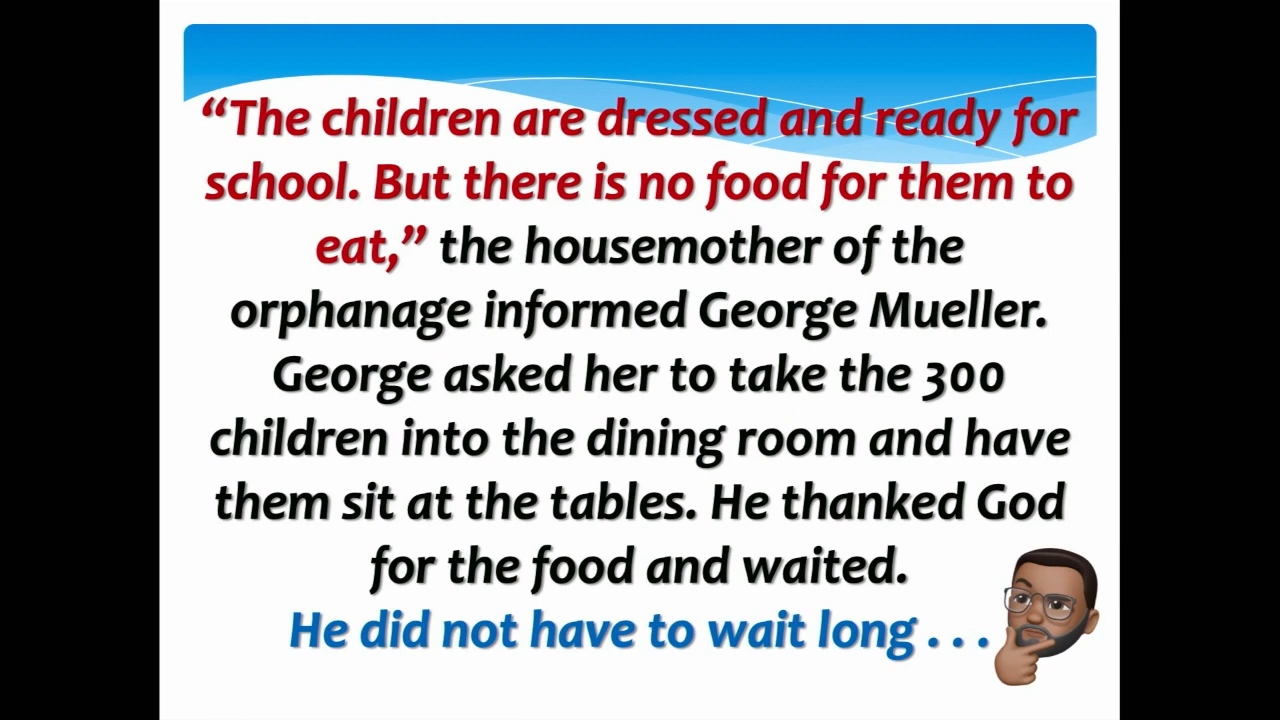 “The children are dressed and ready for
school. But there is no food for them to
eat,” the housemother of the
orphanage informed George Mueller.
George asked her to take the 300
children into the dining room and have
them sit at the tables. He thanked God
for the food and waited.
He did not have to wait long . . .